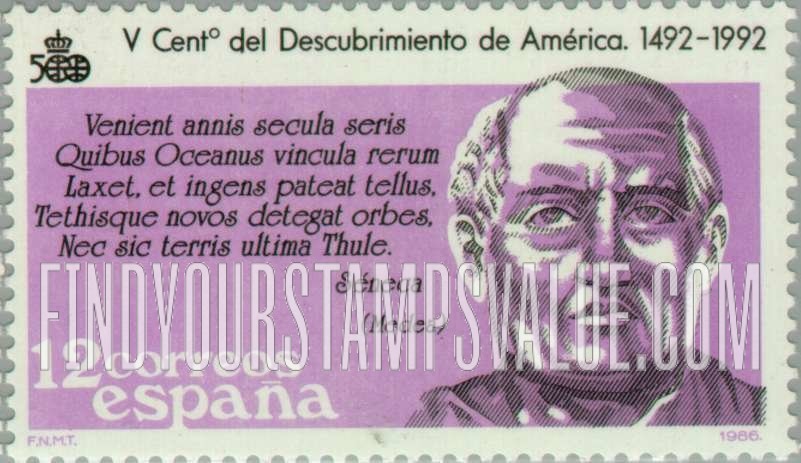 V Centº del Descubrimiento de América. 1492-1992
500
Venient annis secula seris
Quibus Oceanus vincula rerum
Laxet, et ingens pateat tellus,
Tethisque novos detegat orbes,
Nec sic terris ultima Thule.
Séneca
(Medea)
FINDYOURSTAMPSVALUE.COM
12 correos
españa
F.N.M.T.
1986.